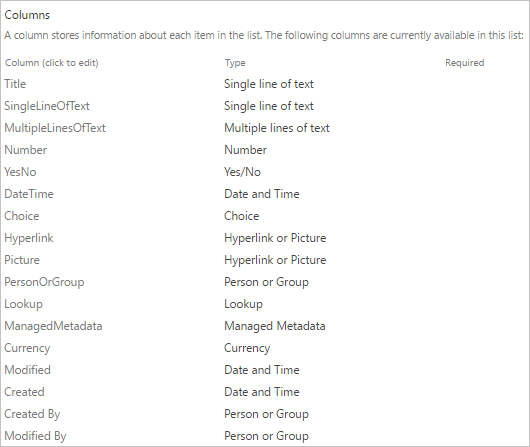 Columns
A column stores information about each item in the list. The following columns are currently available in this list:
Column (click to edit) Type Required
Title Single line of text
SingleLineOfText Single line of text
MultipleLinesOfText Multiple lines of text
Number Number
YesNo Yes/No
DateTime Date and Time
Choice Choice
Hyperlink Hyperlink or Picture
Picture Hyperlink or Picture
PersonOrGroup Person or Group
Lookup Lookup
ManagedMetadata Managed Metadata
Currency Currency
Modified Date and Time
Created Date and Time
Created By Person or Group
Modified By Person or Group